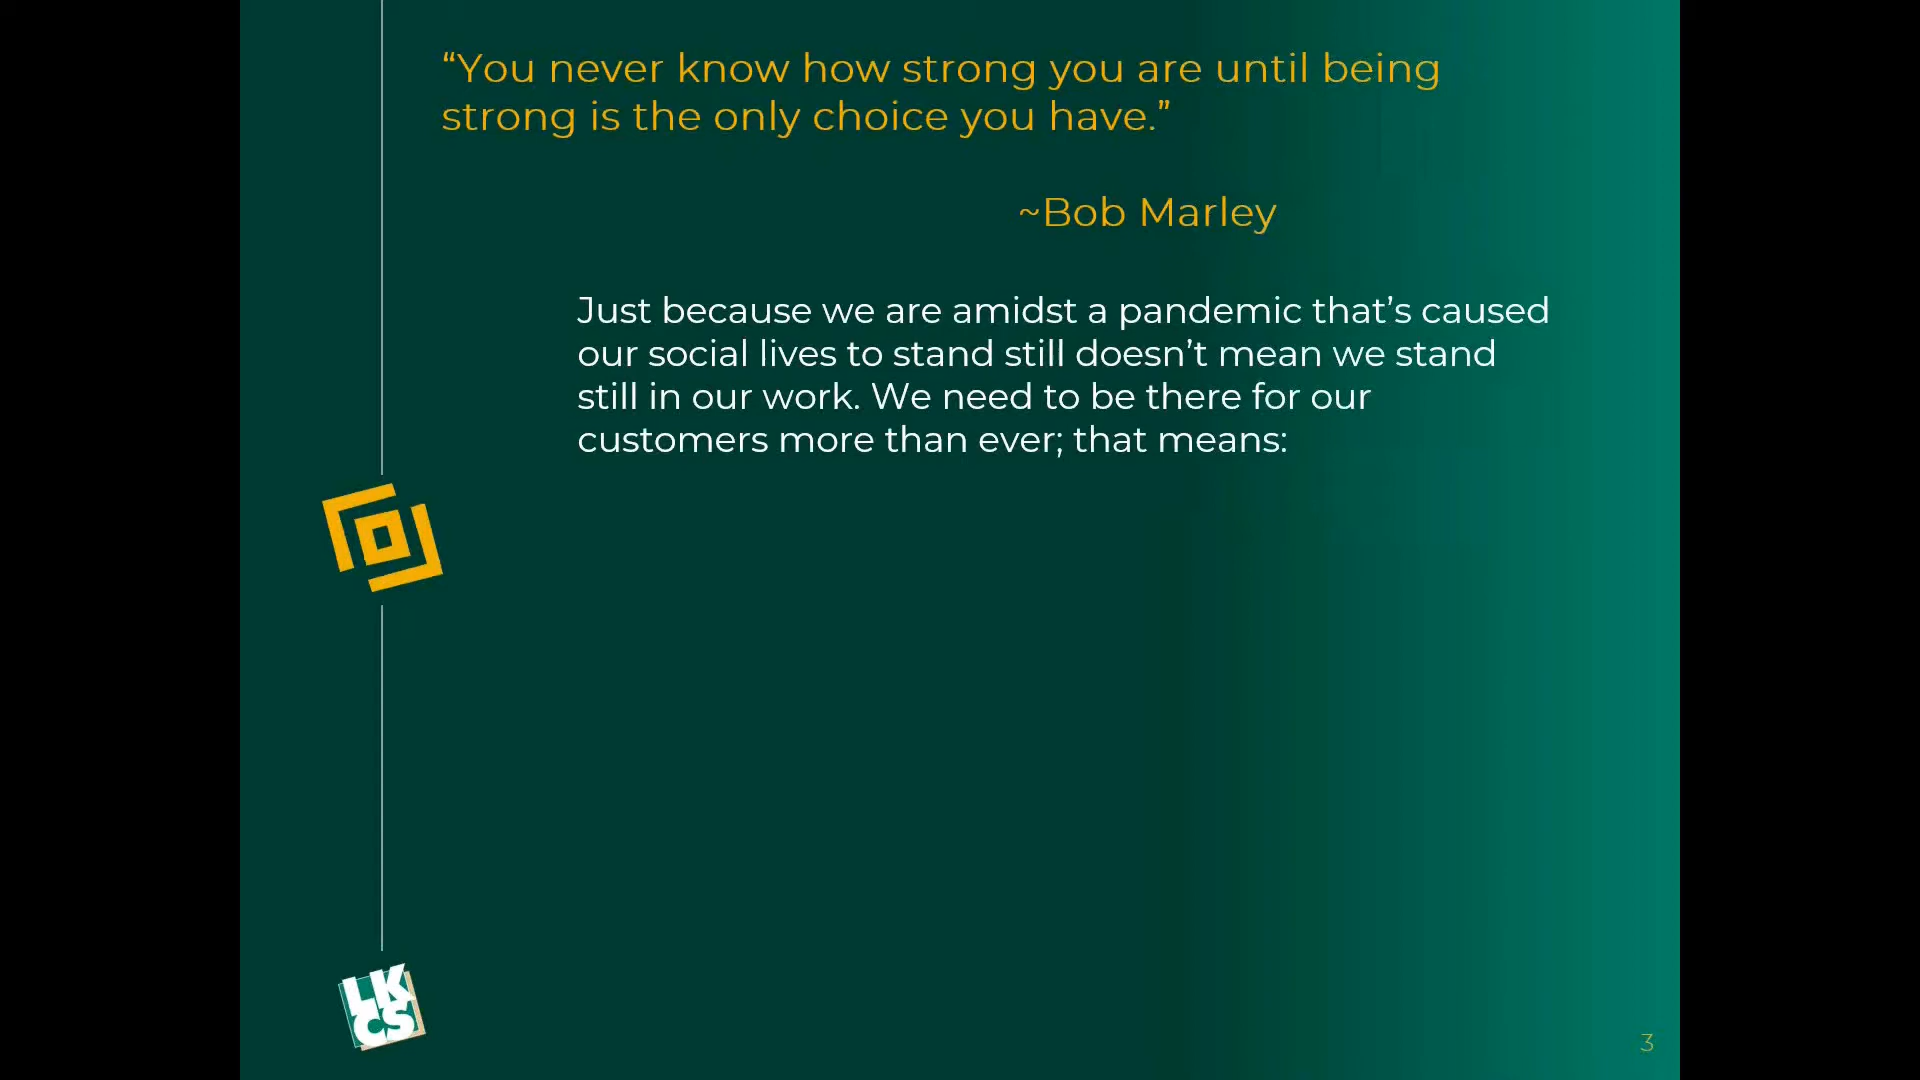 “You never know how strong you are until being
strong is the only choice you have.”
~Bob Marley
Just because we are amidst a pandemic that’s caused
our social lives to stand still doesn’t mean we stand
still in our work. We need to be there for our
customers more than ever; that means:
LK
CS
3